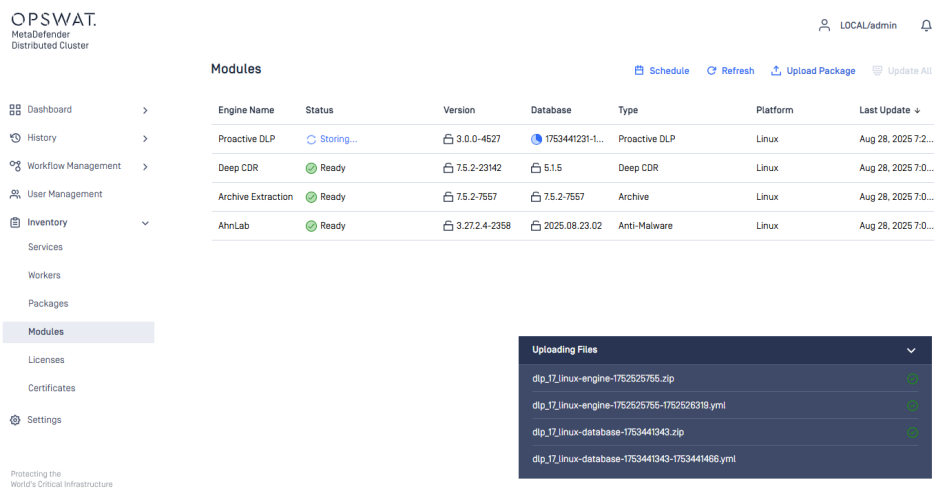 OPSWAT.
MetaDefender
Distributed Cluster
LOCAL/admin
Modules
Schedule Refresh Upload Package Update All
Dashboard
History
Workflow Management
User Management
Inventory
Services
Workers
Packages
Modules
Licenses
Certificates
Settings
Protecting the
World's Critical Infrastructure
Engine Name Status Version Database Type Platform Last Update
Proactive DLP Storing... 3.0.0-4527 1753441231-1... Proactive DLP Linux Aug 28, 2025 7:2...
Deep CDR Ready 7.5.2-23142 5.1.5 Deep CDR Linux Aug 28, 2025 7:0...
Archive Extraction Ready 7.5.2-7557 7.5.2-7557 Archive Linux Aug 28, 2025 7:0...
AhnLab Ready 3.27.2.4-2358 2025.08.23.02 Anti-Malware Linux Aug 28, 2025 7:0...
Uploading Files
dlp_17_linux-engine-1752525755.zip
dlp_17_linux-engine-1752525755-1752526319.yml
dlp_17_linux-database-1753441343.zip
dlp_17_linux-database-1753441343-1753441466.yml